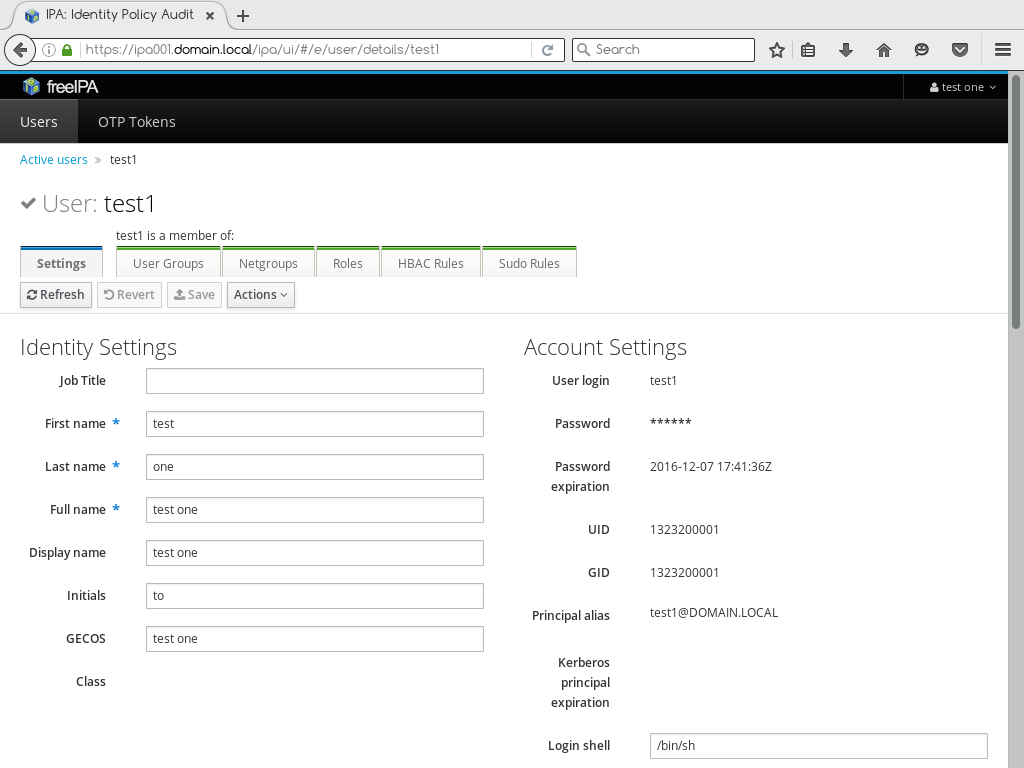 IPA: Identity Policy Audit
https://ipa001.domain.local/ipa/ui/#/e/user/details/test1
Search
freeIPA
test one
Users
OTP Tokens
Active users » test1
User: test1
test1 is a member of:
Settings
User Groups
Netgroups
Roles
HBAC Rules
Sudo Rules
Refresh
Revert
Save
Actions
Identity Settings
Job Title
First name *
test
Last name *
one
Full name *
test one
Display name
test one
Initials
to
GECOS
test one
Class
Account Settings
User login
test1
Password
******
Password
expiration
2016-12-07 17:41:36Z
UID
1323200001
GID
1323200001
Principal alias
test1@DOMAIN.LOCAL
Kerberos
principal
expiration
Login shell
/bin/sh